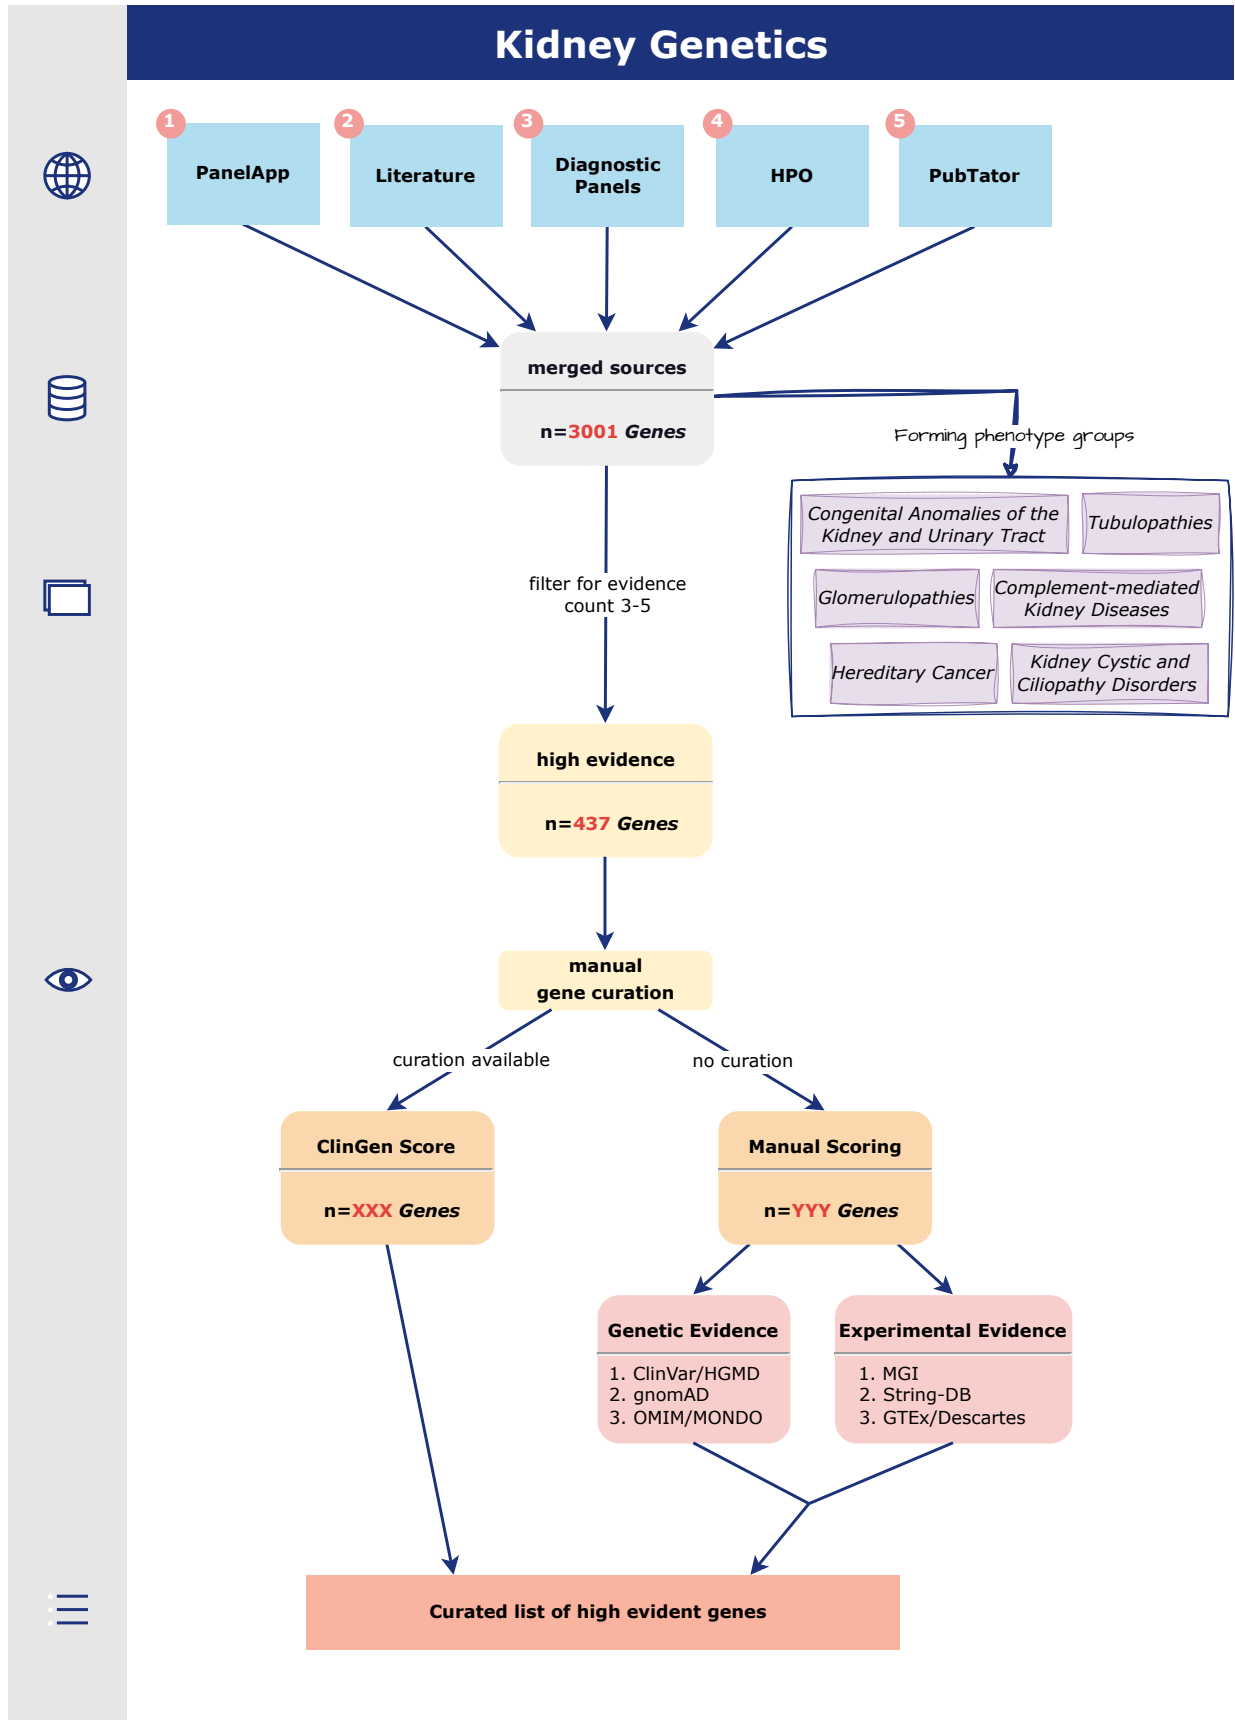 Kidney Genetics
1
2
3
4
5
PanelApp
Literature
Diagnostic
Panels
HPO
PubTator
merged sources
n=3001 Genes
Forming phenotype groups
Congenital Anomalies of the
Kidney and Urinary Tract
Tubulopathies
Glomerulopathies
Complement-mediated
Kidney Diseases
Hereditary Cancer
Kidney Cystic and
Ciliopathy Disorders
filter for evidence
count 3-5
high evidence
n=437 Genes
manual
gene curation
curation available
no curation
ClinGen Score
n=XXX Genes
Manual Scoring
n=YYY Genes
Genetic Evidence
1. ClinVar/HGMD
2. gnomAD
3. OMIM/MONDO
Experimental Evidence
1. MGI
2. String-DB
3. GTEx/Descartes
Curated list of high evident genes